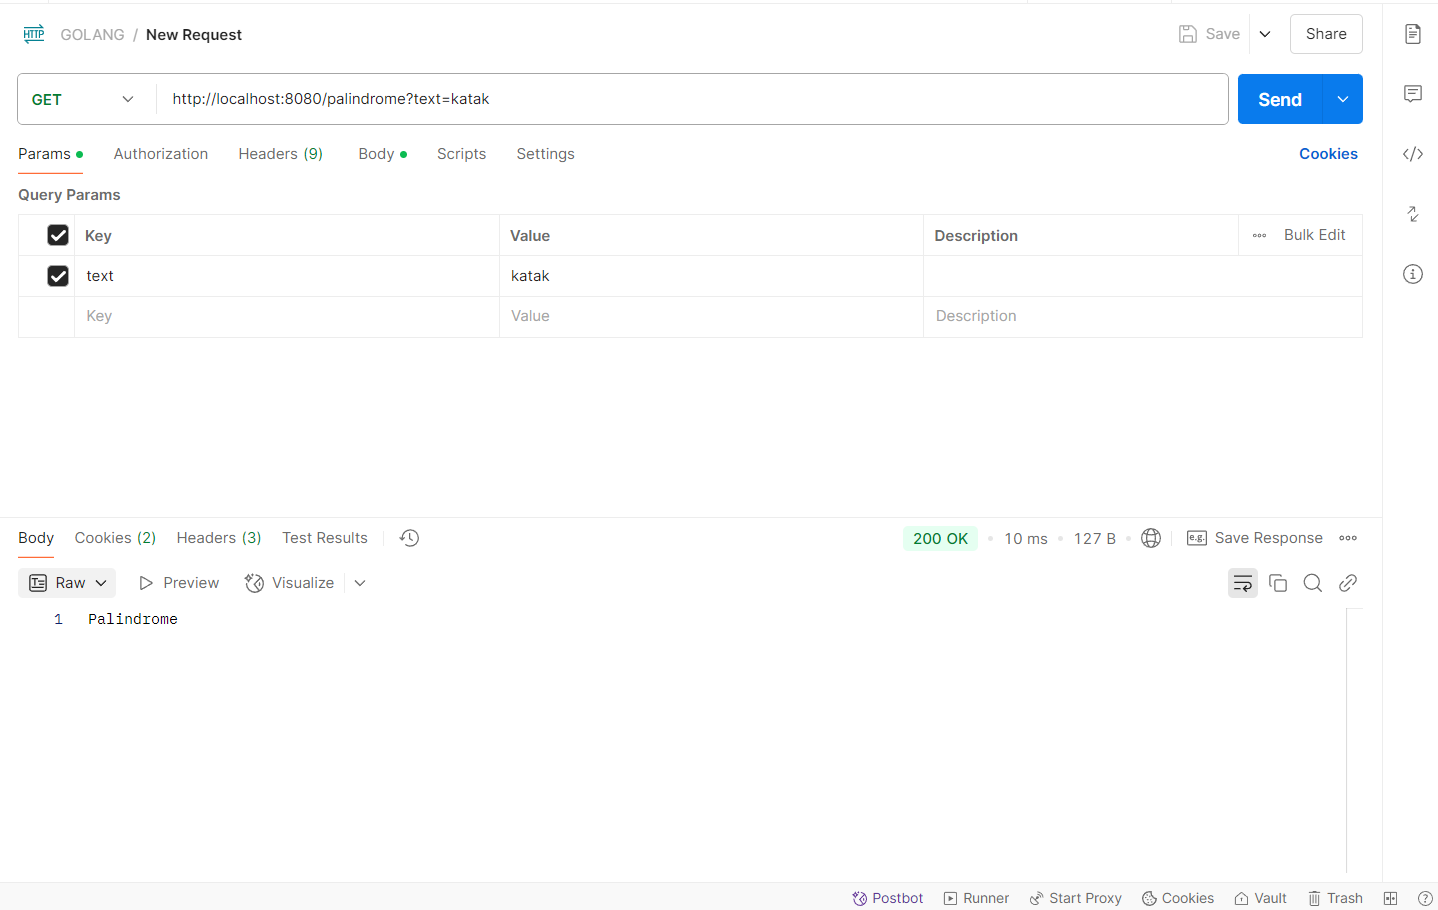 HTTP GOLANG / New Request Save Share
GET http://localhost:8080/palindrome?text=katak Send
Params Authorization Headers (9) Body Scripts Settings Cookies
Query Params
Key Value Description Bulk Edit
text katak
Key Value Description
Body Cookies (2) Headers (3) Test Results 200 OK 10 ms 127 B e.g. Save Response
Raw Preview Visualize
1 Palindrome
Postbot Runner Start Proxy Cookies Vault Trash